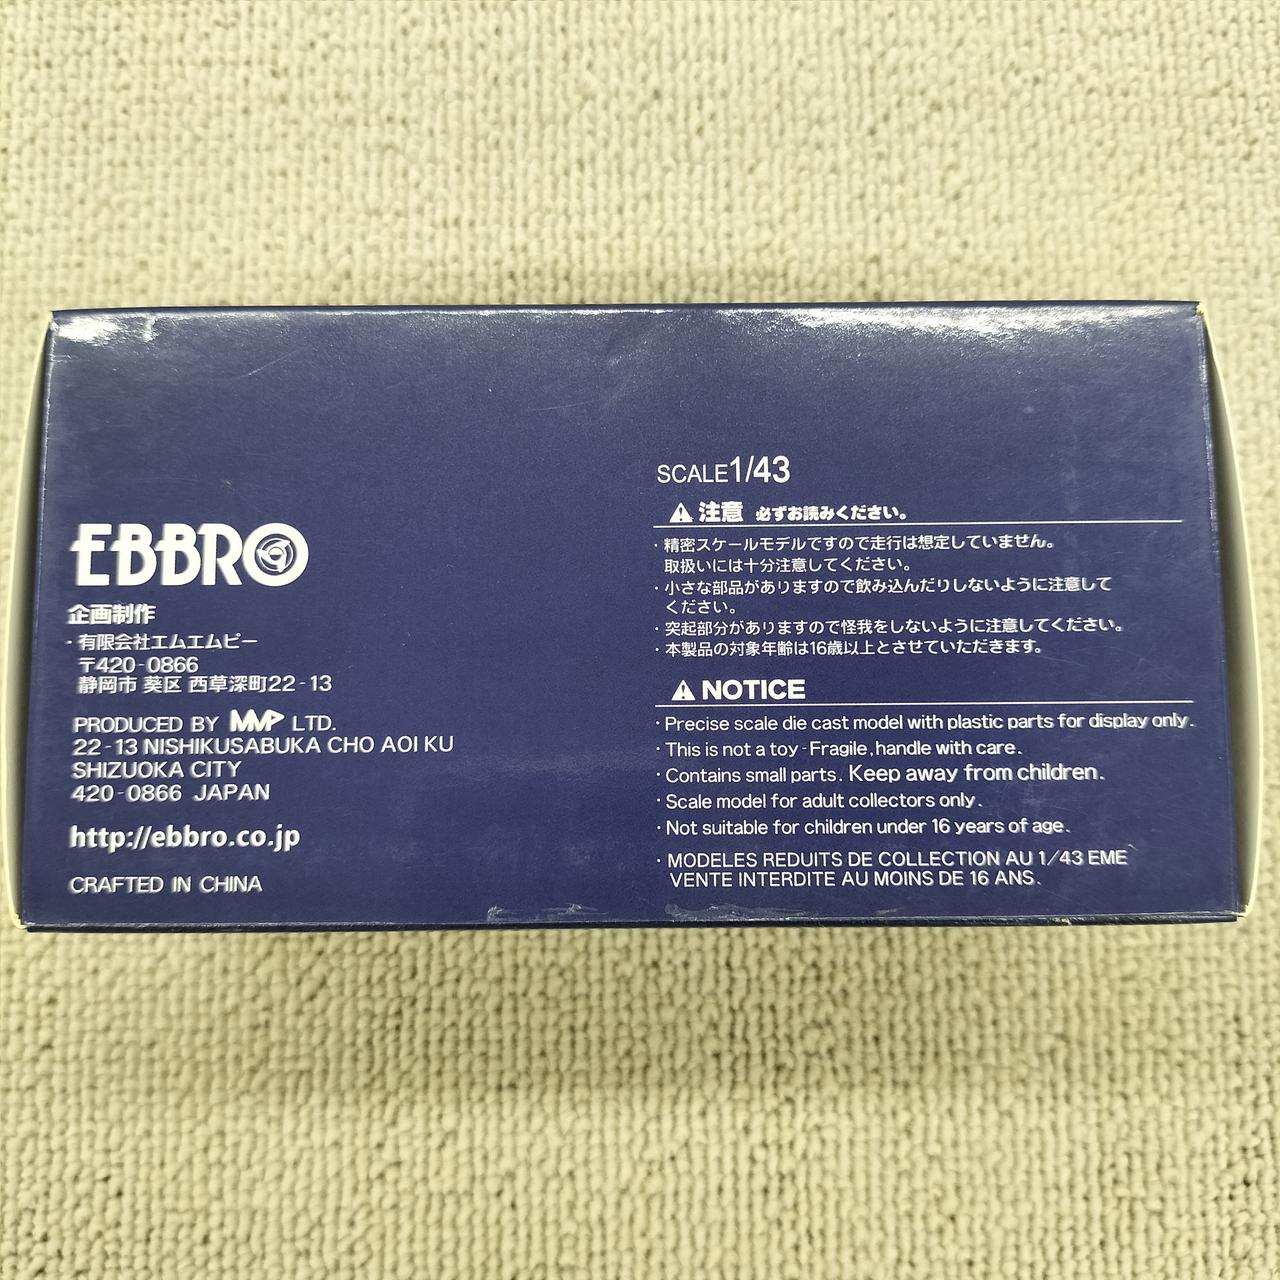 EBBRO
企画制作
・有限会社エムエムピー
〒420-0866
静岡市 葵区 西草深町22-13
PRODUCED BY MMP LTD.
22-13 NISHIKUSABUKA CHO AOI KU
SHIZUOKA CITY
420-0866 JAPAN
http://ebbro.co.jp
CRAFTED IN CHINA
SCALE1/43
⚠注意 必ずお読みください。
・精密スケールモデルですので走行は想定していません。
取扱いには十分注意してください。
・小さな部品がありますので飲み込んだりしないように注意して
ください。
・突起部分がありますので怪我をしないように注意してください。
・本製品の対象年齢は16歳以上とさせていただきます。
⚠NOTICE
・Precise scale die cast model with plastic parts for display only.
・This is not a toy-Fragile,handle with care.
・Contains small parts. Keep away from children.
・Scale model for adult collectors only.
・Not suitable for children under 16 years of age.
・MODELES REDUITS DE COLLECTION AU 1/43 EME
VENTE INTERDITE AU MOINS DE 16 ANS.